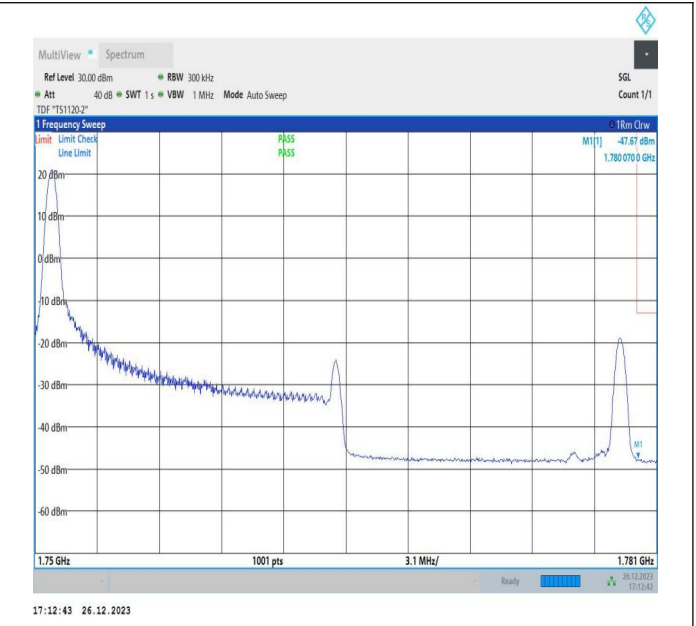 R&S
MultiView Spectrum
Ref Level 30.00 dBm RBW 300 kHz SGL
Att 40 dB SWT 1 s VBW 1 MHz Mode Auto Sweep Count 1/1
TDF "TS1120-2"
1 Frequency Sweep 1Rm Clrw
Limit Limit Check PASS M1[1] -47.67 dBm
Line Limit PASS 1.780 070 0 GHz
20 dBm
10 dBm
0 dBm
-10 dBm
-20 dBm
-30 dBm
-40 dBm
M1
-50 dBm
-60 dBm
1.75 GHz 1001 pts 3.1 MHz/ 1.781 GHz
Ready 26.12.2023
17:12:42
17:12:43 26.12.2023